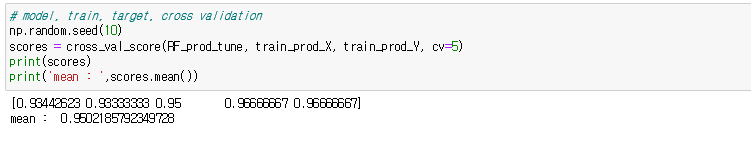 # model, train, target, cross validation
np.random.seed(10)
scores = cross_val_score(RF_prod_tune, train_prod_X, train_prod_Y, cv=5)
print(scores)
print('mean : ',scores.mean())
[0.93442623 0.93333333 0.95       0.96666667 0.96666667]
mean :  0.9502185792349728